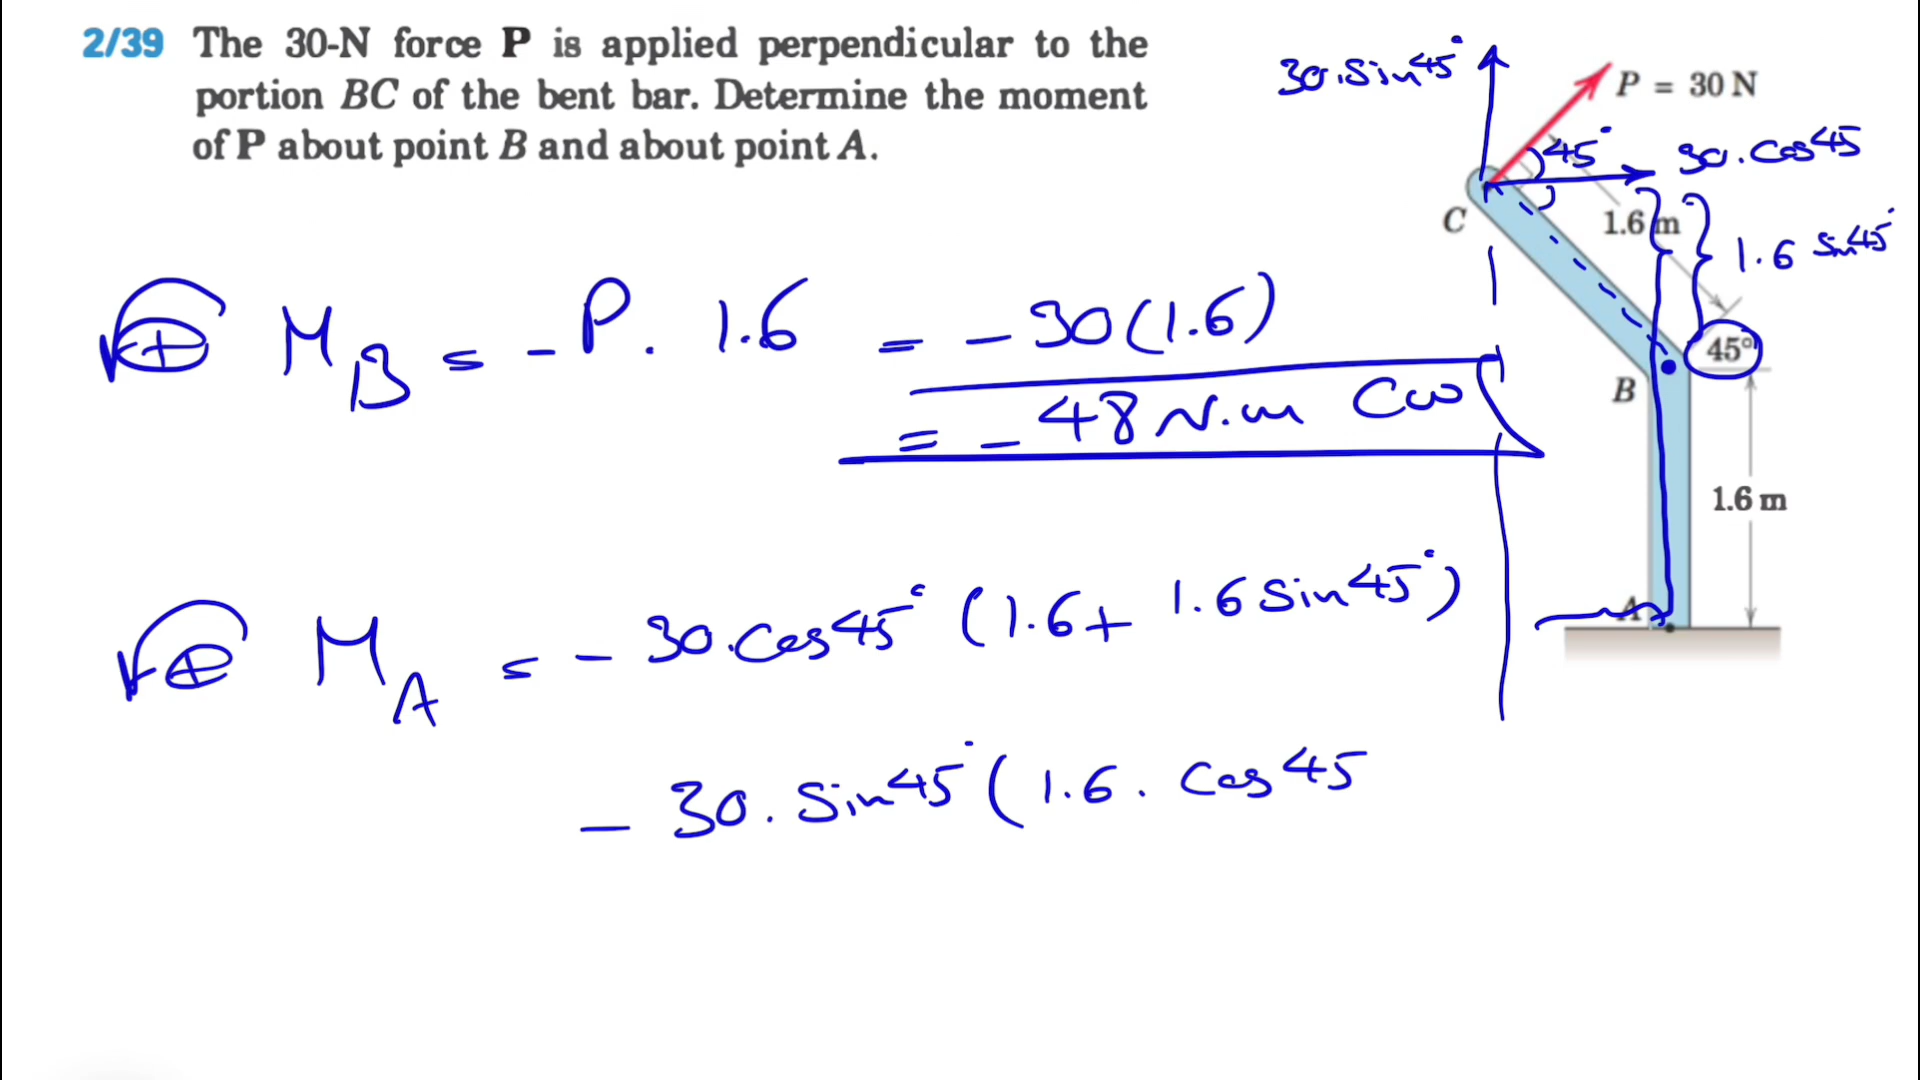 2/39 The 30-N force P is applied perpendicular to the
portion BC of the bent bar. Determine the moment
of P about point B and about point A.
30.Sin45°
P = 30 N
45°
30.Cos45
C
1.6 m
1.6 Sin45°
45°
B
1.6 m
A
⊕ M_B = - P. 1.6 = - 30(1.6)
= - 48 N.m CW
⊕ M_A = - 30.Cos45° (1.6+ 1.6 Sin45°)
- 30. Sin45° (1.6. Cos45